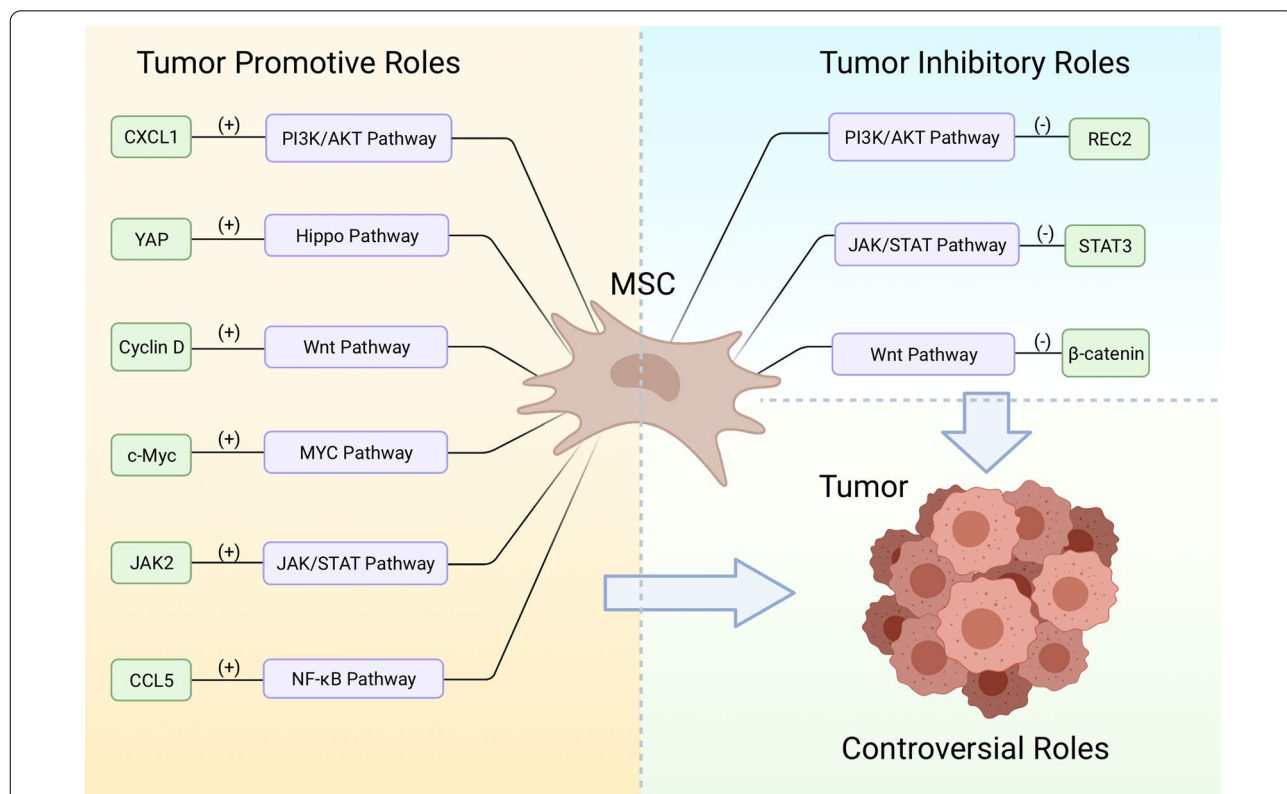 Tumor Promotive Roles
CXCL1 (+) PI3K/AKT Pathway
YAP (+) Hippo Pathway
Cyclin D (+) Wnt Pathway
c-Myc (+) MYC Pathway
JAK2 (+) JAK/STAT Pathway
CCL5 (+) NF-κB Pathway
MSC
Tumor Inhibitory Roles
PI3K/AKT Pathway (-) REC2
JAK/STAT Pathway (-) STAT3
Wnt Pathway (-) β-catenin
Tumor
Controversial Roles